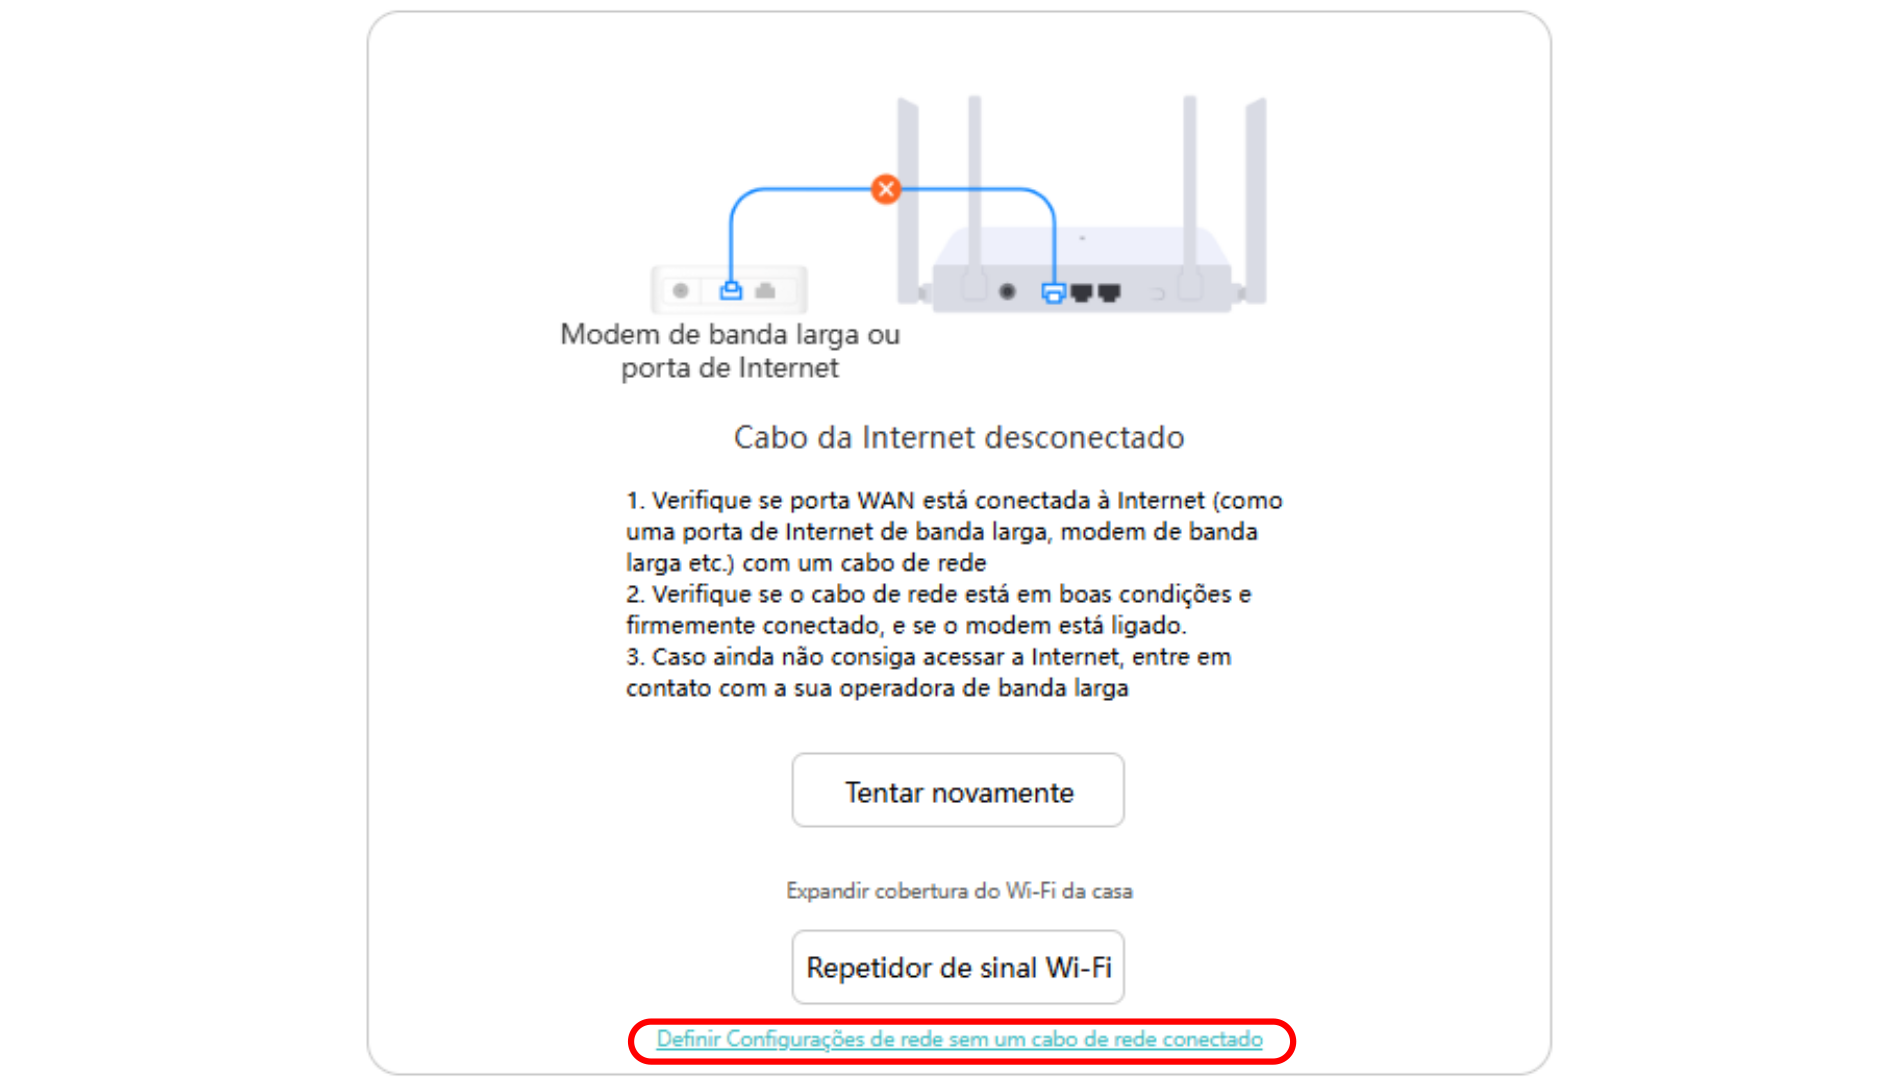 Modem de banda larga ou
porta de Internet
Cabo da Internet desconectado
1. Verifique se porta WAN está conectada à Internet (como
uma porta de Internet de banda larga, modem de banda
larga etc.) com um cabo de rede
2. Verifique se o cabo de rede está em boas condições e
firmemente conectado, e se o modem está ligado.
3. Caso ainda não consiga acessar a Internet, entre em
contato com a sua operadora de banda larga
Tentar novamente
Expandir cobertura do Wi-Fi da casa
Repetidor de sinal Wi-Fi
Definir Configurações de rede sem um cabo de rede conectado